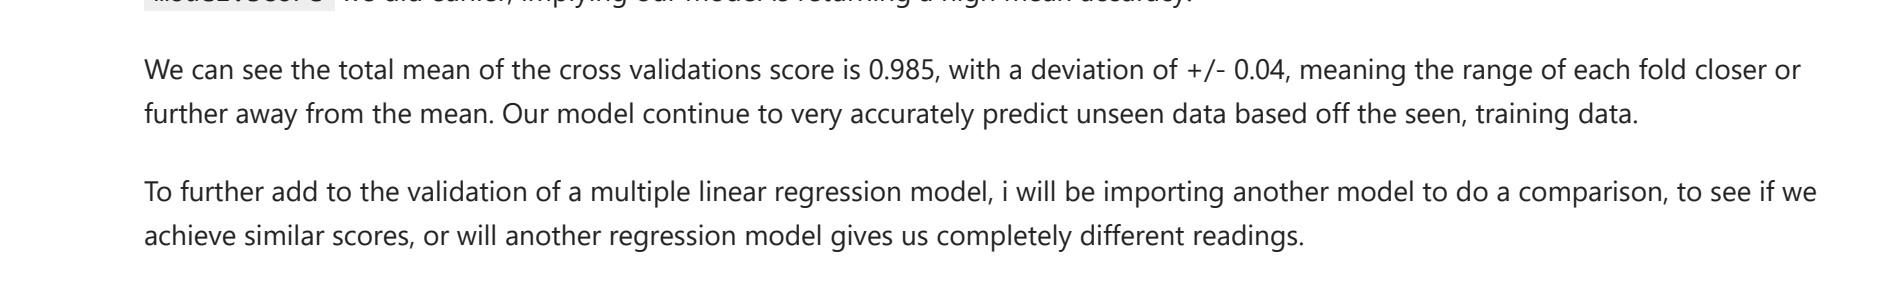 We can see the total mean of the cross validations score is 0.985, with a deviation of +/- 0.04, meaning the range of each fold closer or
further away from the mean. Our model continue to very accurately predict unseen data based off the seen, training data.
To further add to the validation of a multiple linear regression model, i will be importing another model to do a comparison, to see if we
achieve similar scores, or will another regression model gives us completely different readings.